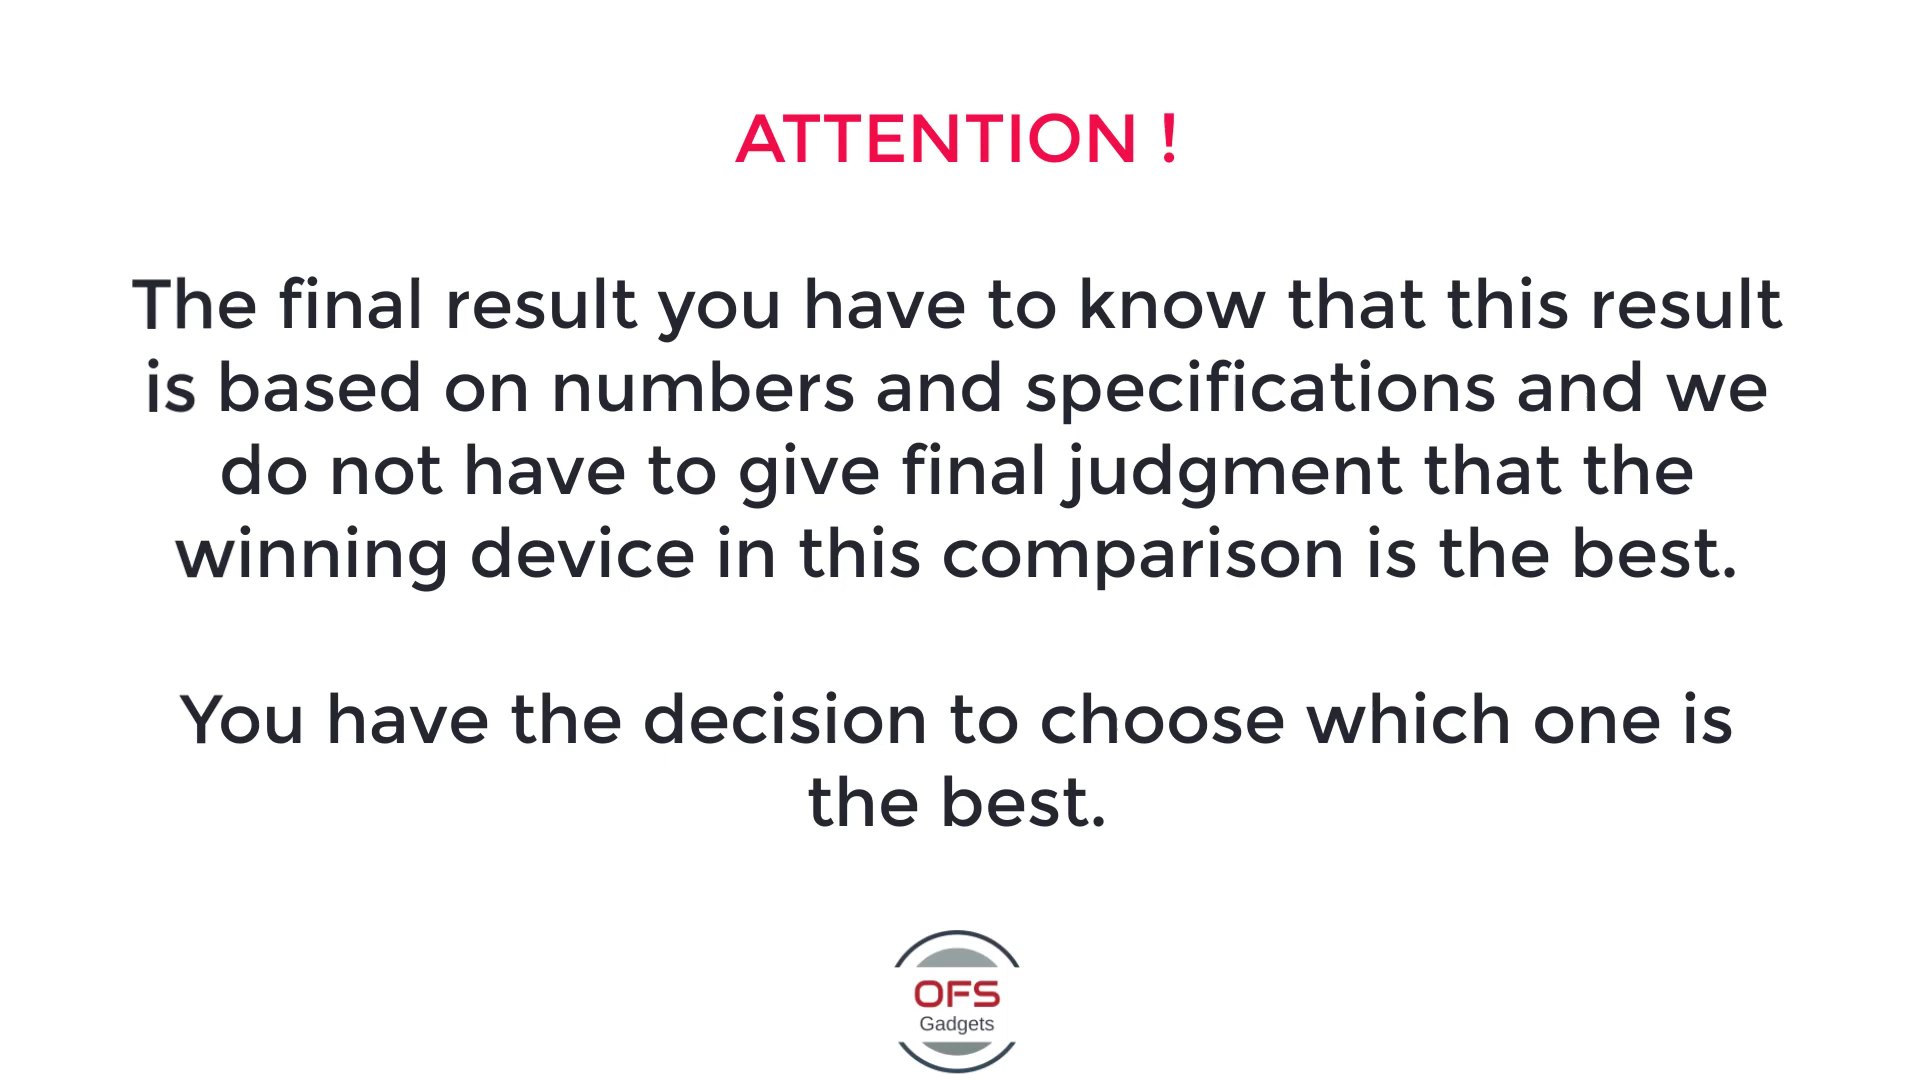 ATTENTION !
The final result you have to know that this result
is based on numbers and specifications and we
do not have to give final judgment that the
winning device in this comparison is the best.
You have the decision to choose which one is
the best.
OFS
Gadgets